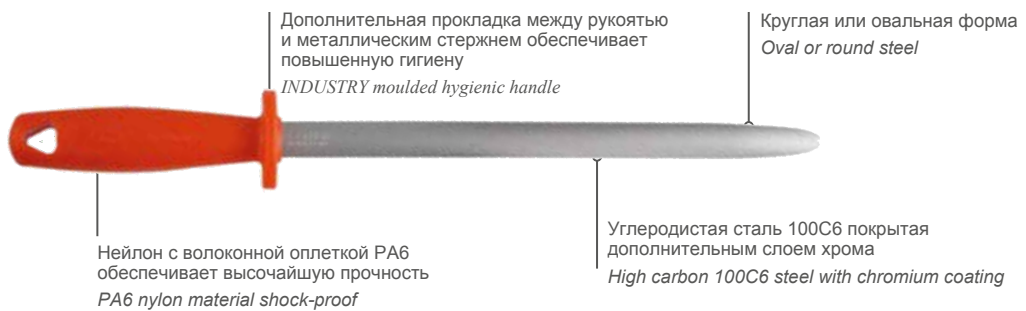 Дополнительная прокладка между рукоятью
и металлическим стержнем обеспечивает
повышенную гигиену
INDUSTRY moulded hygienic handle
Круглая или овальная форма
Oval or round steel
Нейлон с волоконной оплеткой PA6
обеспечивает высочайшую прочность
PA6 nylon material shock-proof
Углеродистая сталь 100C6 покрытая
дополнительным слоем хрома
High carbon 100C6 steel with chromium coating